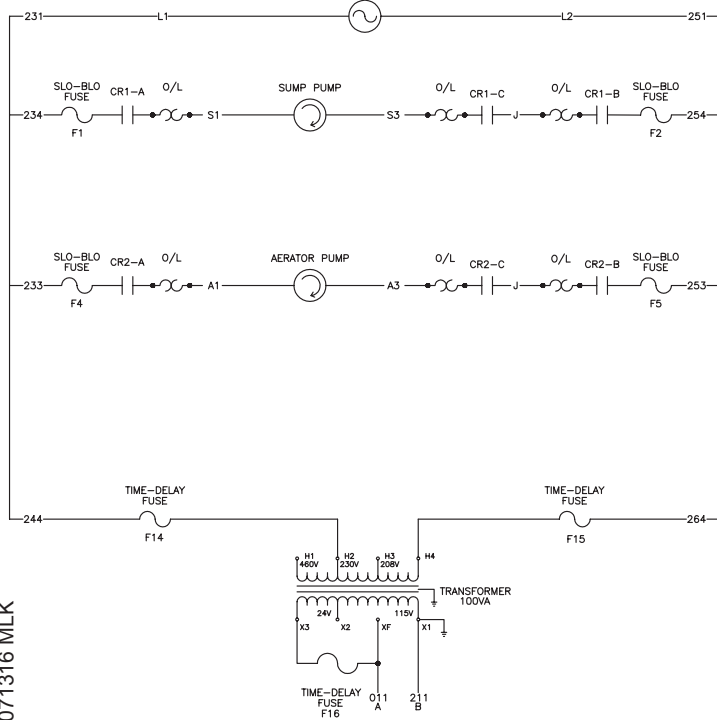 231 L1 L2 251
SLO-BLO FUSE CR1-A O/L SUMP PUMP O/L CR1-C O/L CR1-B SLO-BLO FUSE
234 S1 S3 J 254
F1 F2
SLO-BLO FUSE CR2-A O/L AERATOR PUMP O/L CR2-C O/L CR2-B SLO-BLO FUSE
233 A1 A3 J 253
F4 F5
TIME-DELAY FUSE TIME-DELAY FUSE
244 264
F14 F15
H1 H2 H3 H4
460V 230V 208V
TRANSFORMER
100VA
24V 115V
X3 X2 XF X1
TIME-DELAY
FUSE
F16
011 211
A B
071316 MLK